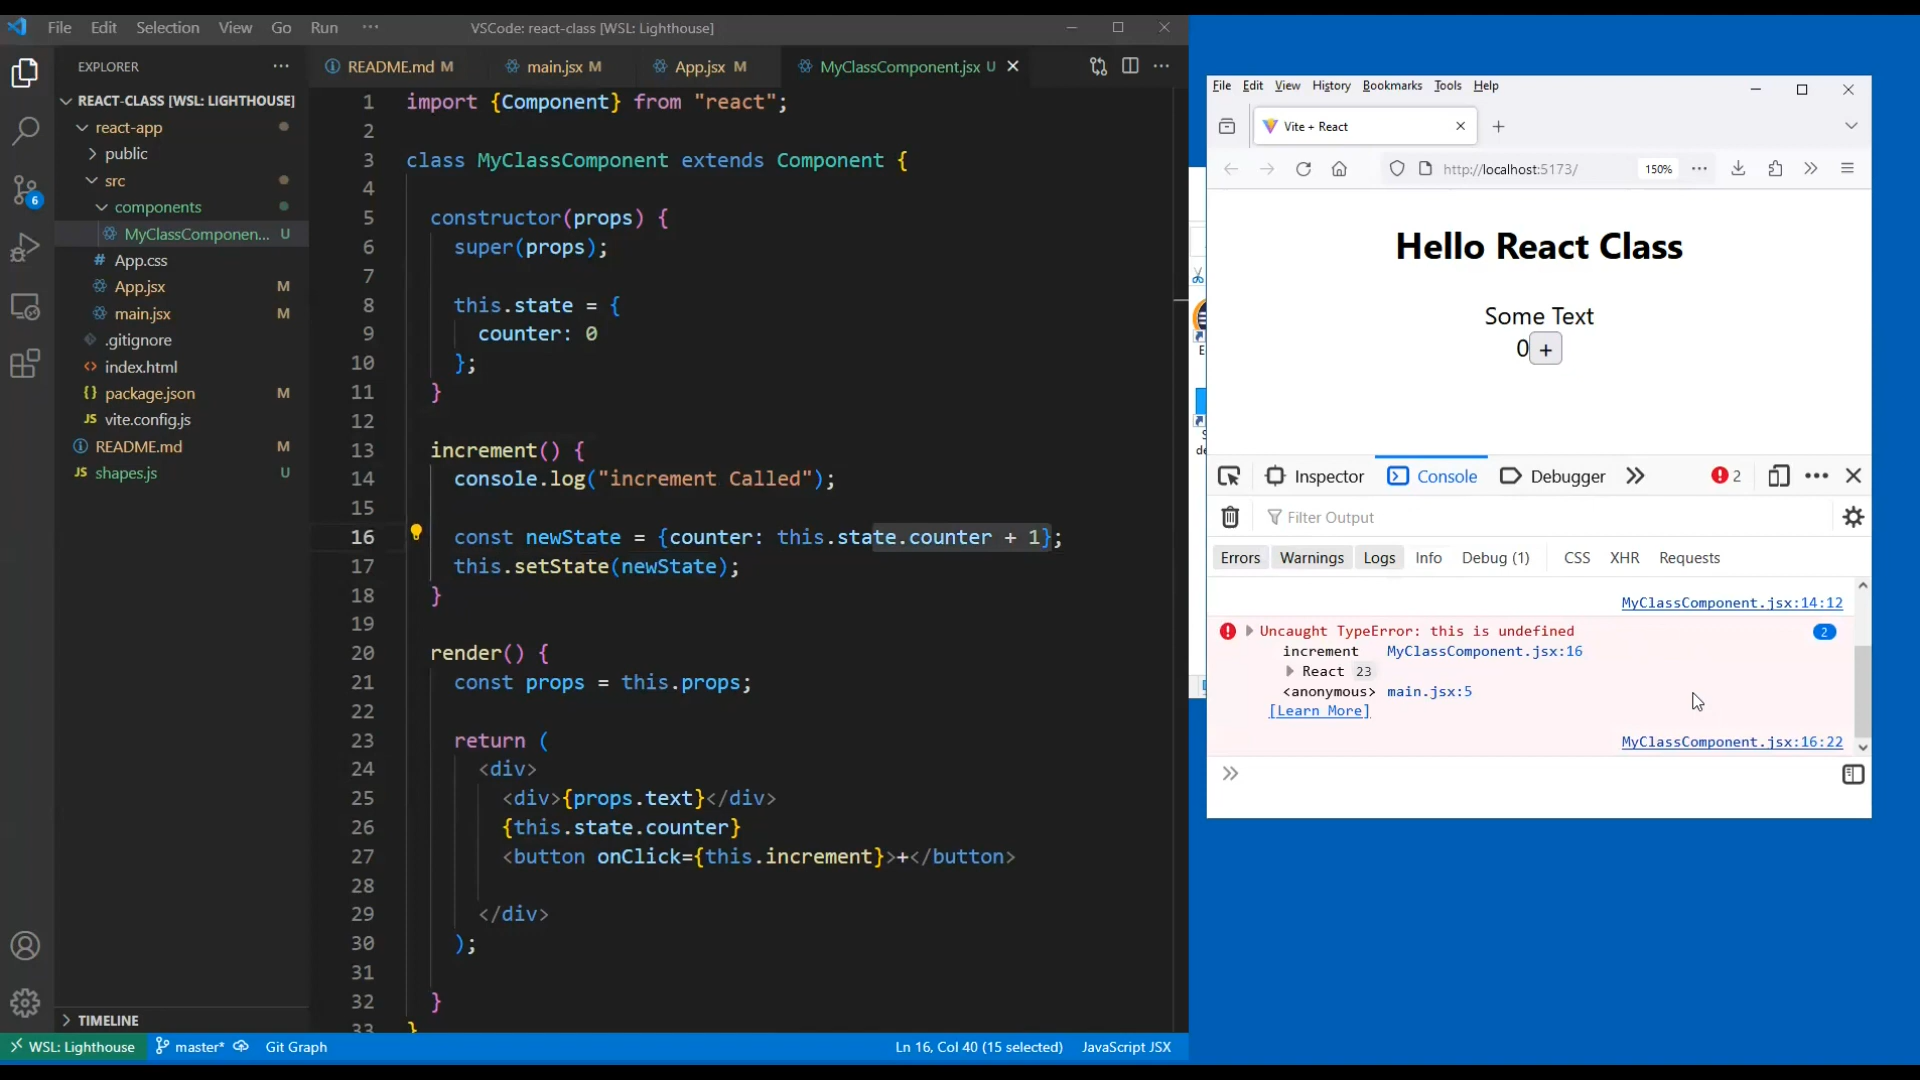 File Edit Selection View Go Run ···
VSCode: react-class [WSL: Lighthouse]
EXPLORER
README.md M
main.jsx M
App.jsx M
MyClassComponent.jsx U
REACT-CLASS [WSL: LIGHTHOUSE]
react-app
public
src
components
MyClassComponen... U
# App.css
App.jsx M
main.jsx M
.gitignore
<> index.html
{} package.json M
JS vite.config.js
README.md M
JS shapes.js U
6
TIMELINE
1 import {Component} from "react";
2
3 class MyClassComponent extends Component {
4
5 constructor(props) {
6 super(props);
7
8 this.state = {
9 counter: 0
10 };
11 }
12
13 increment() {
14 console.log("increment Called");
15
16 const newState = {counter: this.state.counter + 1};
17 this.setState(newState);
18 }
19
20 render() {
21 const props = this.props;
22
23 return (
24 <div>
25 <div>{props.text}</div>
26 {this.state.counter}
27 <button onClick={this.increment}>+</button>
28
29 </div>
30 );
31
32 }
33 }
WSL: Lighthouse master* Git Graph
Ln 16, Col 40 (15 selected) JavaScript JSX
File Edit View History Bookmarks Tools Help
Vite + React
http://localhost:5173/ 150%
Hello React Class
Some Text
0 +
Inspector Console Debugger 2
Filter Output
Errors Warnings Logs Info Debug (1) CSS XHR Requests
MyClassComponent.jsx:14:12
Uncaught TypeError: this is undefined 2
increment MyClassComponent.jsx:16
React 23
<anonymous> main.jsx:5
[Learn More]
MyClassComponent.jsx:16:22